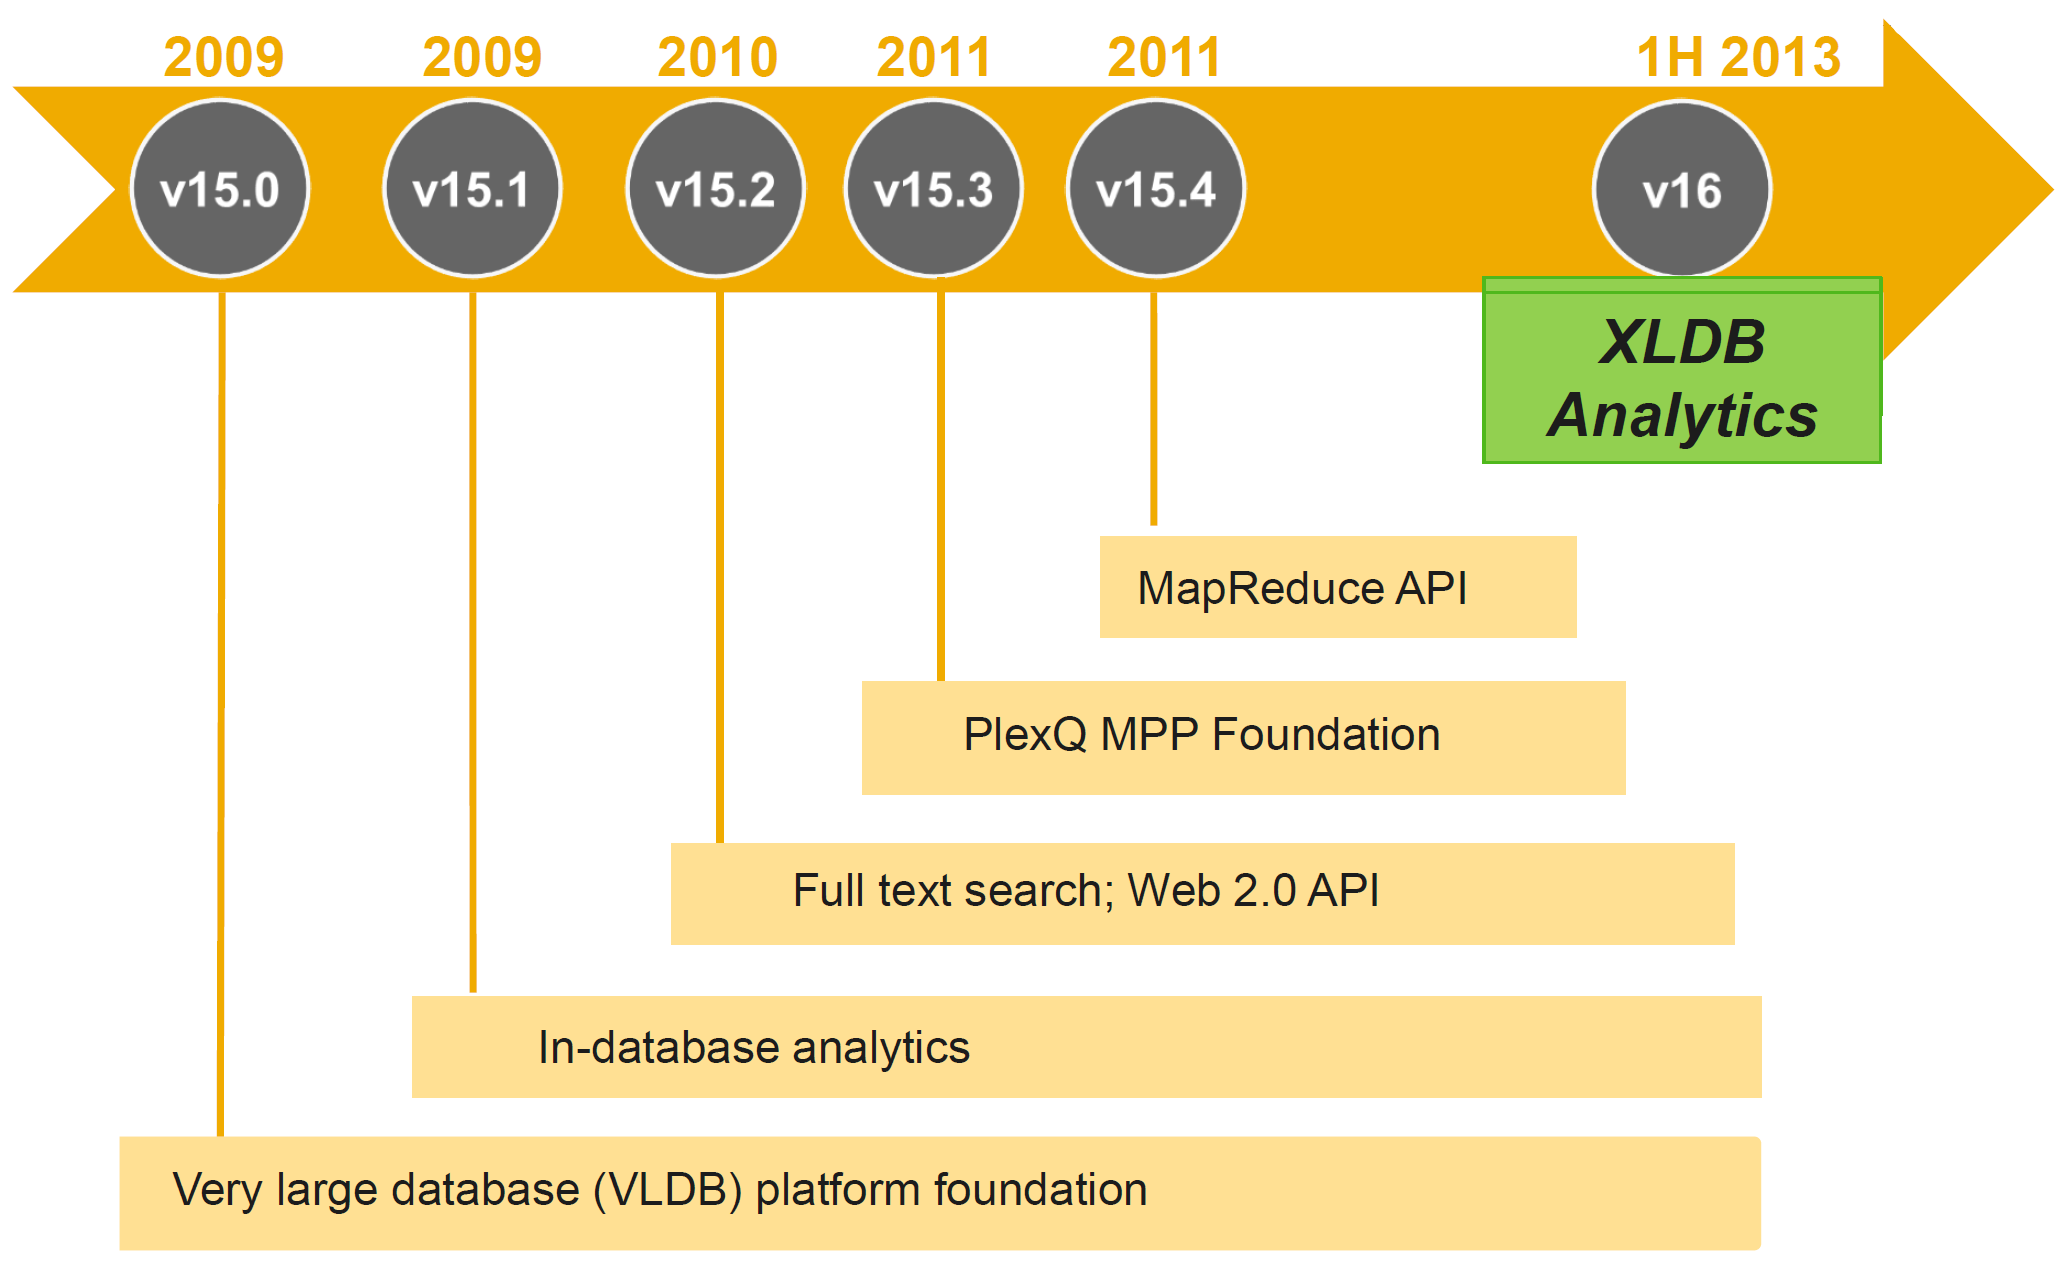 2009 2009 2010 2011 2011 1H 2013
v15.0 v15.1 v15.2 v15.3 v15.4 v16
XLDB
Analytics
MapReduce API
PlexQ MPP Foundation
Full text search; Web 2.0 API
In-database analytics
Very large database (VLDB) platform foundation